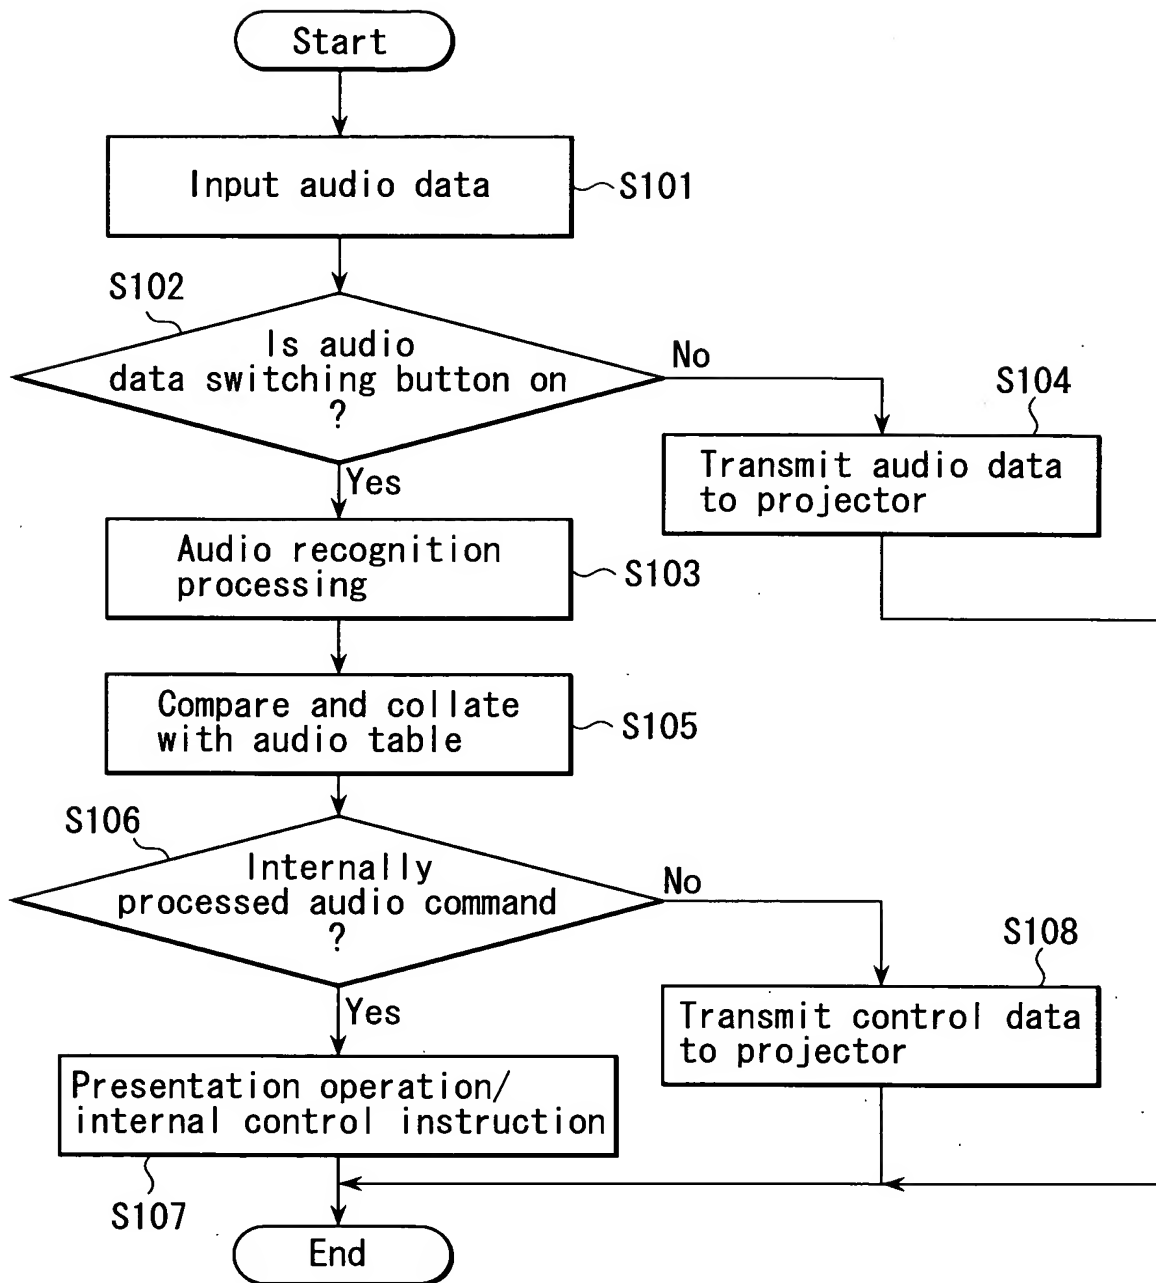 Start
Input audio data
S101
S102
Is audio
data switching button on
?
No
S104
Transmit audio data
to projector
Yes
Audio recognition
processing
S103
Compare and collate
with audio table
S105
S106
Internally
processed audio command
?
No
S108
Transmit control data
to projector
Yes
Presentation operation/
internal control instruction
S107
End